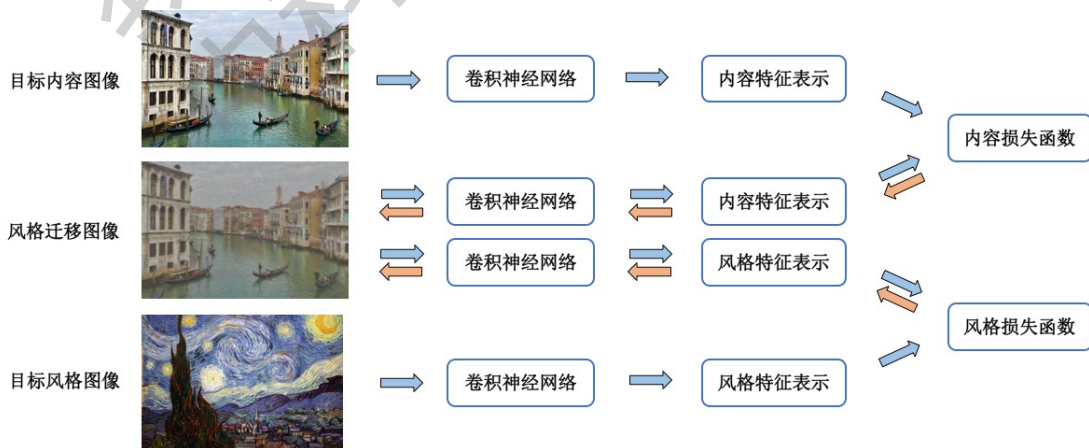 目标内容图像
卷积神经网络
内容特征表示
内容损失函数
风格迁移图像
卷积神经网络
内容特征表示
卷积神经网络
风格特征表示
风格损失函数
目标风格图像
卷积神经网络
风格特征表示